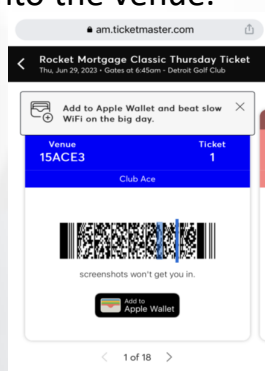 into the venue.
am.ticketmaster.com
Rocket Mortgage Classic Thursday Ticket
Thu, Jun 29, 2023 • Gates at 6:45am • Detroit Golf Club
Add to Apple Wallet and beat slow
WiFi on the big day.
Venue Ticket
15ACE3 1
Club Ace
screenshots won't get you in.
Add to
Apple Wallet
1 of 18